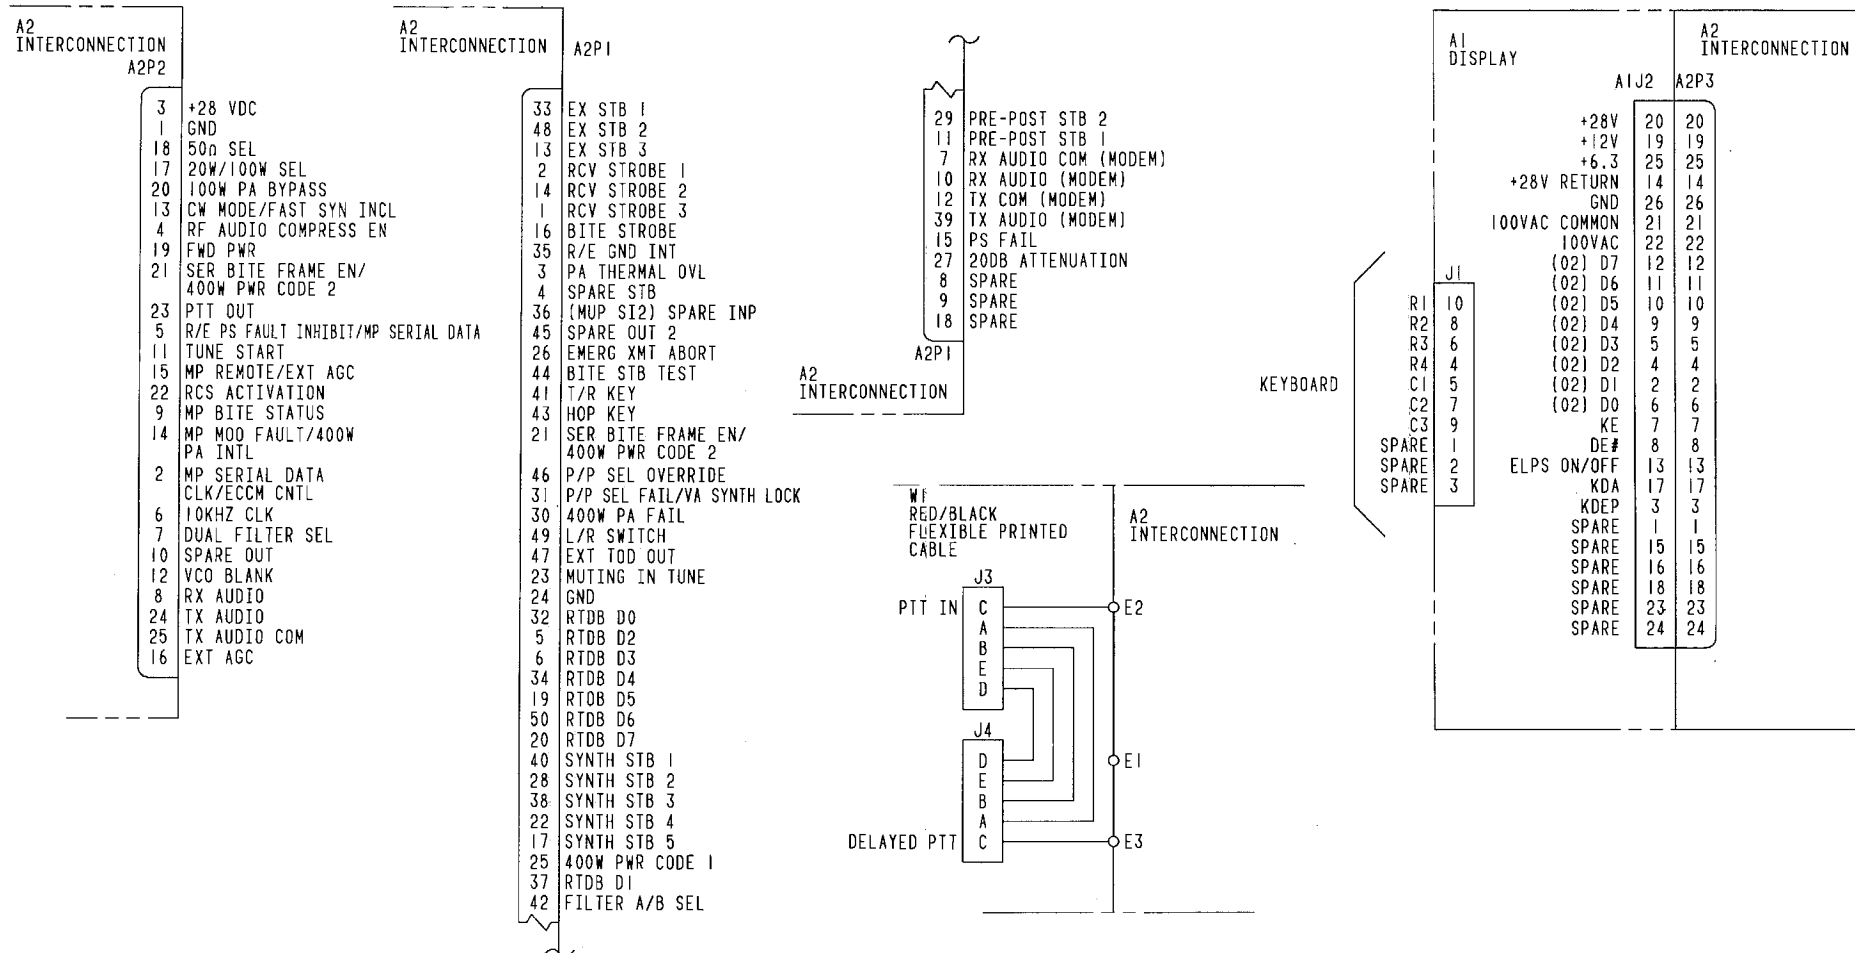 A2
INTERCONNECTION
A2P2
3 +28 VDC
1 GND
18 50Ω SEL
17 20W/100W SEL
20 100W PA BYPASS
13 CW MODE/FAST SYN INCL
4 RF AUDIO COMPRESS EN
19 FWD PWR
21 SER BITE FRAME EN/
400W PWR CODE 2
23 PTT OUT
5 R/E PS FAULT INHIBIT/MP SERIAL DATA
11 TUNE START
15 MP REMOTE/EXT AGC
22 RCS ACTIVATION
9 MP BITE STATUS
14 MP MOD FAULT/400W
PA INTL
2 MP SERIAL DATA
CLK/ECCM CNTL
6 10KHZ CLK
7 DUAL FILTER SEL
10 SPARE OUT
12 VCO BLANK
8 RX AUDIO
24 TX AUDIO
25 TX AUDIO COM
16 EXT AGC
A2
INTERCONNECTION
A2P1
33 EX STB 1
48 EX STB 2
13 EX STB 3
2 RCV STROBE 1
14 RCV STROBE 2
1 RCV STROBE 3
16 BITE STROBE
35 R/E GND INT
3 PA THERMAL OVL
4 SPARE STB
36 (MUP SI2) SPARE INP
45 SPARE OUT 2
26 EMERG XMT ABORT
44 BITE STB TEST
41 T/R KEY
43 HOP KEY
21 SER BITE FRAME EN/
400W PWR CODE 2
46 P/P SEL OVERRIDE
31 P/P SEL FAIL/VA SYNTH LOCK
30 400W PA FAIL
49 L/R SWITCH
47 EXT TOD OUT
23 MUTING IN TUNE
24 GND
32 RTDB D0
5 RTDB D2
6 RTDB D3
34 RTDB D4
19 RTDB D5
50 RTDB D6
20 RTDB D7
40 SYNTH STB 1
28 SYNTH STB 2
38 SYNTH STB 3
22 SYNTH STB 4
17 SYNTH STB 5
25 400W PWR CODE 1
37 RTDB D1
42 FILTER A/B SEL
29 PRE-POST STB 2
11 PRE-POST STB 1
7 RX AUDIO COM (MODEM)
10 RX AUDIO (MODEM)
12 TX COM (MODEM)
39 TX AUDIO (MODEM)
15 PS FAIL
27 20DB ATTENUATION
8 SPARE
9 SPARE
18 SPARE
A2P1
A2
INTERCONNECTION
W1
RED/BLACK
FLEXIBLE PRINTED
CABLE
A2
INTERCONNECTION
J3
PTT IN C E2
A
B
E
D
J4
D E1
E
B
A
DELAYED PTT C E3
KEYBOARD
J1
R1 10
R2 8
R3 6
R4 4
C1 5
C2 7
C3 9
SPARE 1
SPARE 2
SPARE 3
A1
DISPLAY
A2
INTERCONNECTION
A1J2 A2P3
+28V 20 20
+12V 19 19
+6.3 25 25
+28V RETURN 14 14
GND 26 26
100VAC COMMON 21 21
100VAC 22 22
(02) D7 12 12
(02) D6 11 11
(02) D5 10 10
(02) D4 9 9
(02) D3 5 5
(02) D2 4 4
(02) D1 2 2
(02) D0 6 6
KE 7 7
DE# 8 8
ELPS ON/OFF 13 13
KDA 17 17
KDEP 3 3
SPARE 1 1
SPARE 15 15
SPARE 16 16
SPARE 18 18
SPARE 23 23
SPARE 24 24